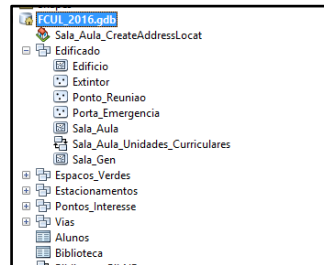 FCUL_2016.gdb
Sala_Aula_CreateAddressLocat
Edificado
Edificio
Extintor
Ponto_Reuniao
Porta_Emergencia
Sala_Aula
Sala_Aula_Unidades_Curriculares
Sala_Gen
Espacos_Verdes
Estacionamentos
Pontos_Interesse
Vias
Alunos
Biblioteca